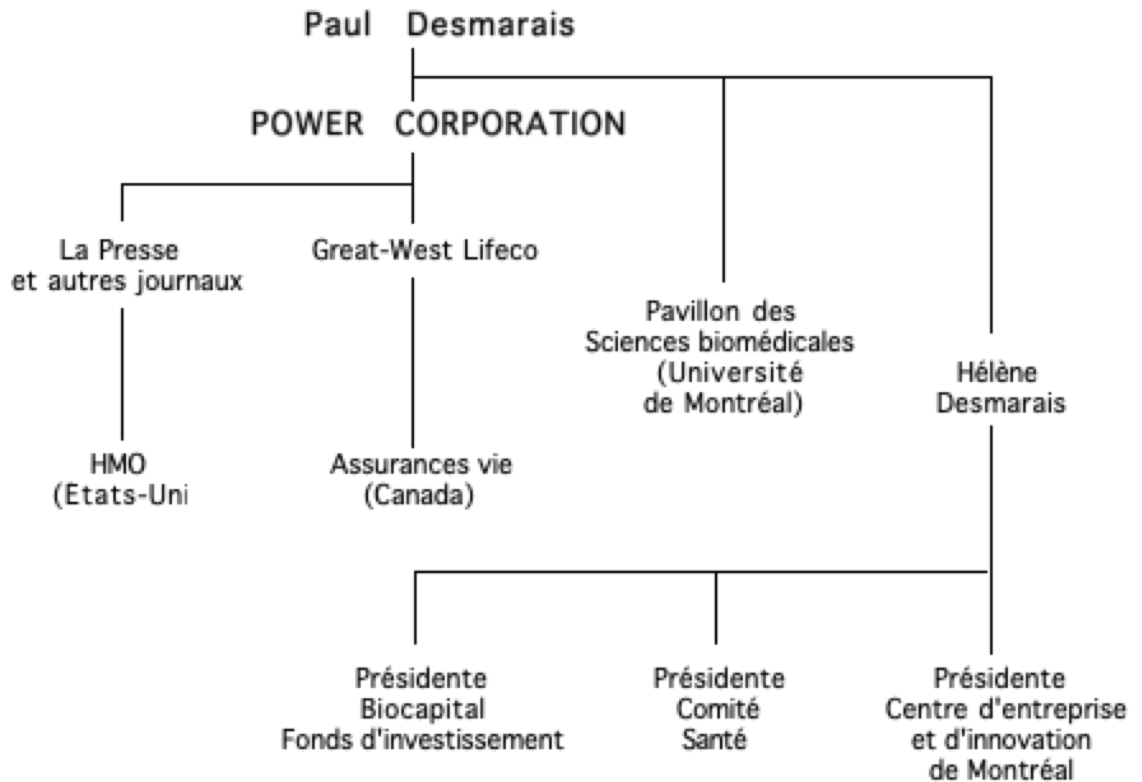 Paul Desmarais
POWER CORPORATION
La Presse
et autres journaux
Great-West Lifeco
Pavillon des
Sciences biomédicales
(Université
de Montréal)
Hélène
Desmarais
HMO
(Etats-Uni
Assurances vie
(Canada)
Présidente
Biocapital
Fonds d'investissement
Présidente
Comité
Santé
Présidente
Centre d'entreprise
et d'innovation
de Montréal